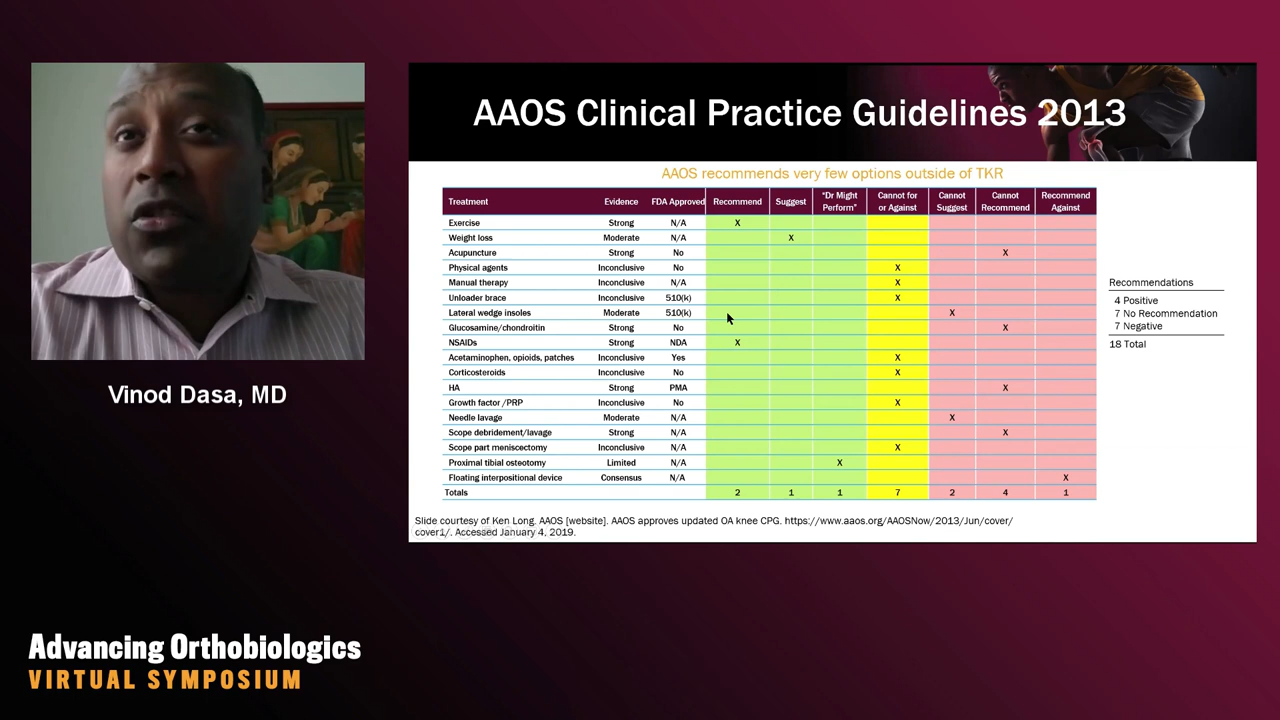 AAOS Clinical Practice Guidelines 2013
AAOS recommends very few options outside of TKR
Treatment Evidence FDA Approved Recommend Suggest "Dr Might Perform" Cannot for or Against Cannot Suggest Cannot Recommend Recommend Against
Exercise Strong N/A X
Weight loss Moderate N/A X
Acupuncture Strong No X
Physical agents Inconclusive No X
Manual therapy Inconclusive N/A X
Unloader brace Inconclusive 510(k) X
Lateral wedge insoles Moderate 510(k) X
Glucosamine/chondroitin Strong No X
NSAIDs Strong NDA X
Acetaminophen, opioids, patches Inconclusive Yes X
Corticosteroids Inconclusive No X
HA Strong PMA X
Growth factor /PRP Inconclusive No X
Needle lavage Moderate N/A X
Scope debridement/lavage Strong N/A X
Scope part meniscectomy Inconclusive N/A X
Proximal tibial osteotomy Limited N/A X
Floating interpositional device Consensus N/A X
Totals 2 1 1 7 2 4 1
Recommendations
4 Positive
7 No Recommendation
7 Negative
18 Total
Slide courtesy of Ken Long. AAOS [website]. AAOS approves updated OA knee CPG. https://www.aaos.org/AAOSNow/2013/Jun/cover/
cover1/. Accessed January 4, 2019.
Vinod Dasa, MD
Advancing Orthobiologics
VIRTUAL SYMPOSIUM